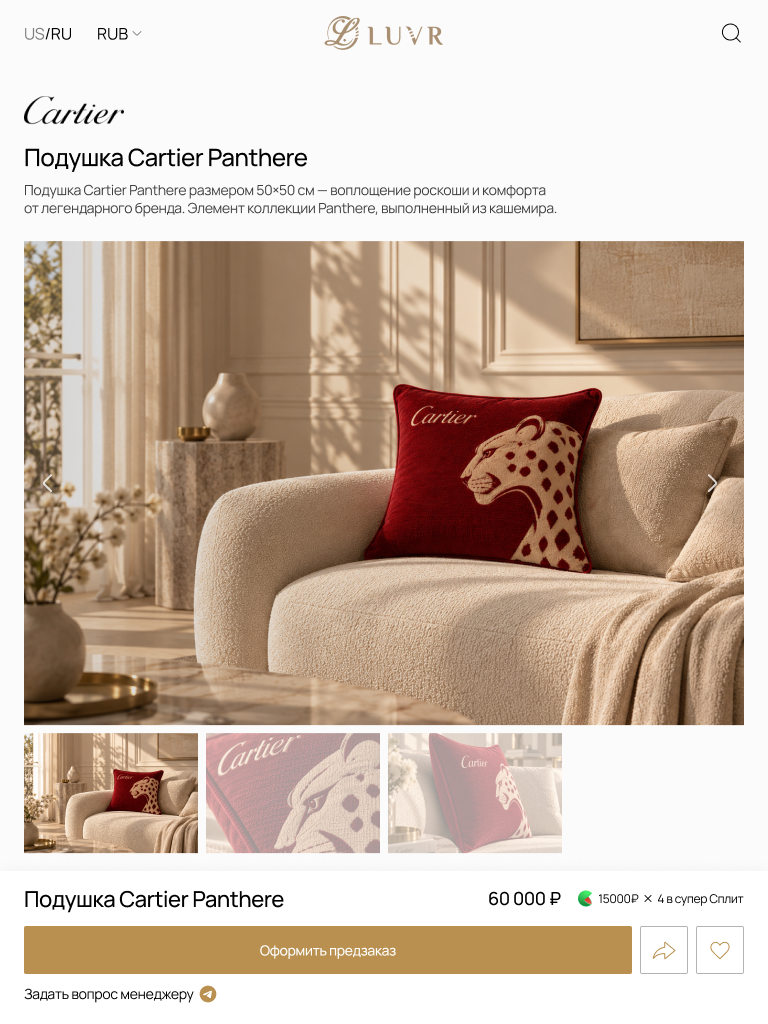 US/RU
RUB
LUVR
Cartier
Подушка Cartier Panthere
Подушка Cartier Panthere размером 50×50 см — воплощение роскоши и комфорта
от легендарного бренда. Элемент коллекции Panthere, выполненный из кашемира.
Cartier
Cartier
Cartier
Cartier
Подушка Cartier Panthere
60 000 ₽
15000₽ × 4 в супер Сплит
Оформить предзаказ
Задать вопрос менеджеру